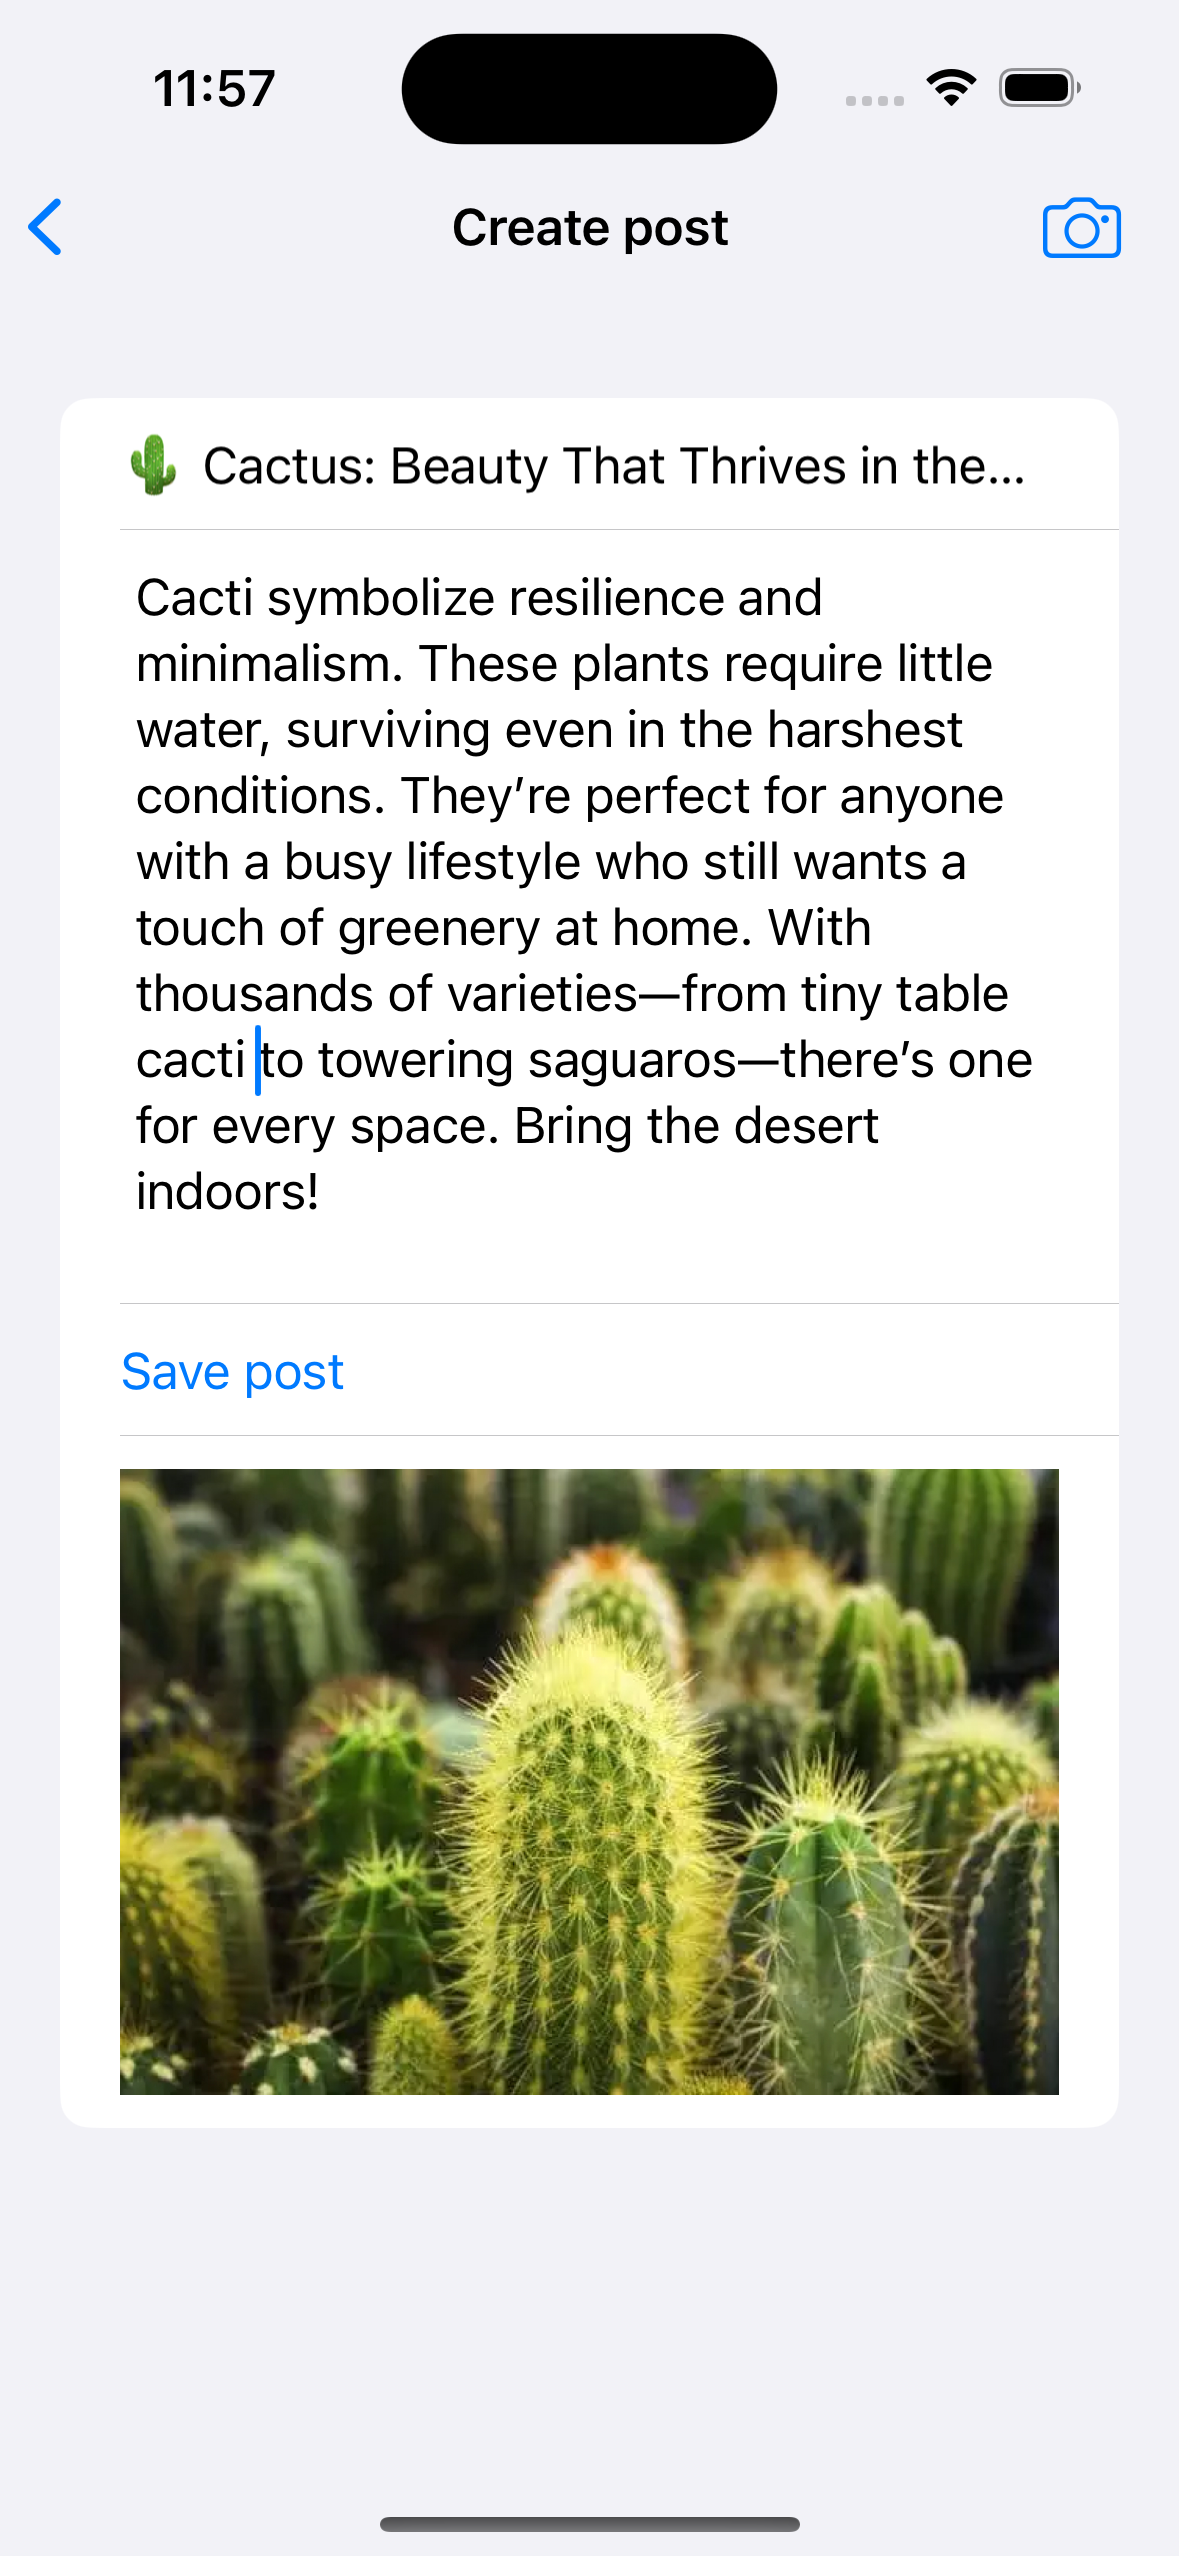 11:57
Create post
🌵 Cactus: Beauty That Thrives in the...
Cacti symbolize resilience and
minimalism. These plants require little
water, surviving even in the harshest
conditions. They’re perfect for anyone
with a busy lifestyle who still wants a
touch of greenery at home. With
thousands of varieties—from tiny table
cacti to towering saguaros—there’s one
for every space. Bring the desert
indoors!
Save post